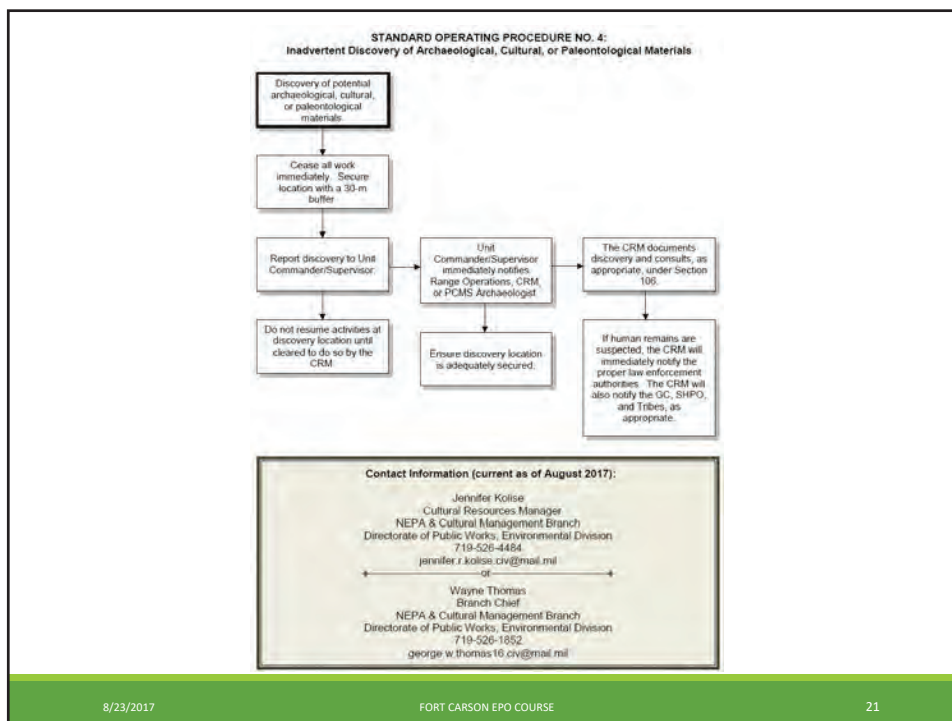 STANDARD OPERATING PROCEDURE NO. 4:
Inadvertent Discovery of Archaeological, Cultural, or Paleontological Materials
Discovery of potential
archaeological, cultural,
or paleontological
materials
Cease all work
immediately. Secure
location with a 30-m
buffer
Report discovery to Unit
Commander/Supervisor.
Unit
Commander/Supervisor
immediately notifies
Range Operations, CRM,
or PCMS Archaeologist
The CRM documents
discovery and consults, as
appropriate, under Section
106.
Do not resume activities at
discovery location until
cleared to do so by the
CRM
Ensure discovery location
is adequately secured.
If human remains are
suspected, the CRM will
immediately notify the
proper law enforcement
authorities. The CRM will
also notify the GC, SHPO,
and Tribes, as
appropriate.
Contact Information (current as of August 2017):
Jennifer Kolise
Cultural Resources Manager
NEPA & Cultural Management Branch
Directorate of Public Works, Environmental Division
719-526-4484
jennifer.r.kolise.civ@mail.mil
or
Wayne Thomas
Branch Chief
NEPA & Cultural Management Branch
Directorate of Public Works, Environmental Division
719-526-1852
george.w.thomas16.civ@mail.mil
8/23/2017
FORT CARSON EPO COURSE
21